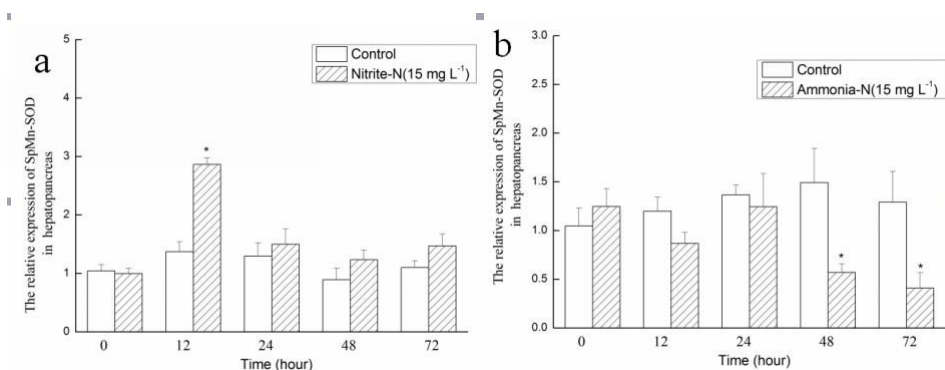 a
Control
Nitrite-N(15 mg L⁻¹)
The relative expression of SpMn-SOD
in hepatopancreas
5
4
3
2
1
0
*
0 12 24 48 72
Time (hour)
b
Control
Ammonia-N(15 mg L⁻¹)
The relative expression of SpMn-SOD
in hepatopancreas
3.0
2.5
2.0
1.5
1.0
0.5
0.0
* *
0 12 24 48 72
Time (hour)